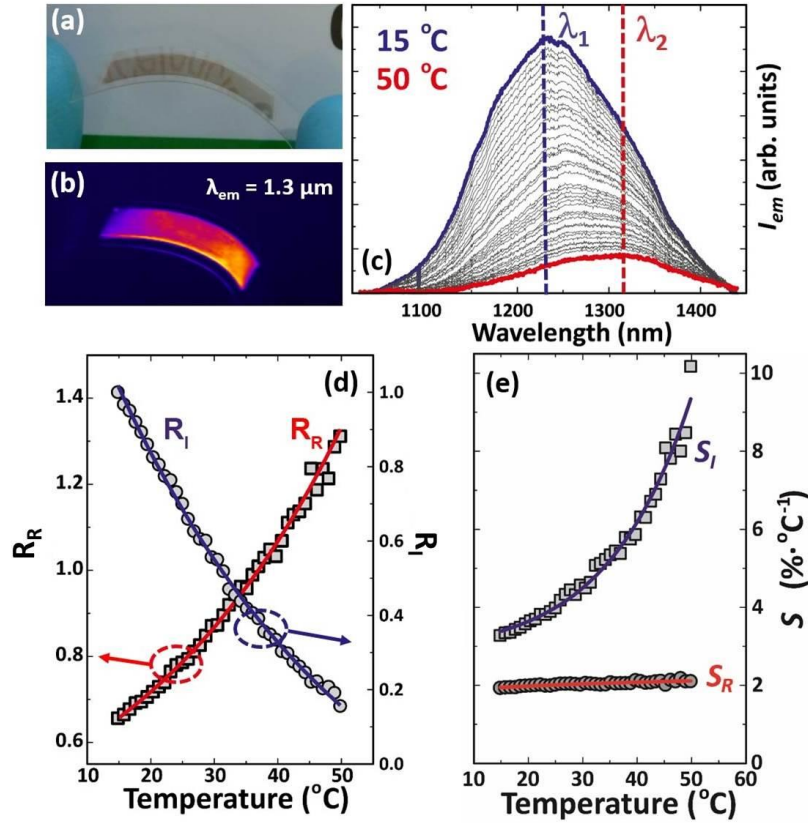 (a)
(b)
λem = 1.3 μm
15 °C
50 °C
λ1
λ2
(c)
Iem (arb. units)
1100
1200
1300
1400
Wavelength (nm)
(d)
RI
RR
RR
RI
1.4
1.2
1.0
0.8
0.6
1.0
0.8
0.6
0.4
0.2
0.0
10
20
30
40
50
60
Temperature (°C)
(e)
SI
SR
S (%·°C-1)
10
8
6
4
2
0
10
20
30
40
50
60
Temperature (°C)